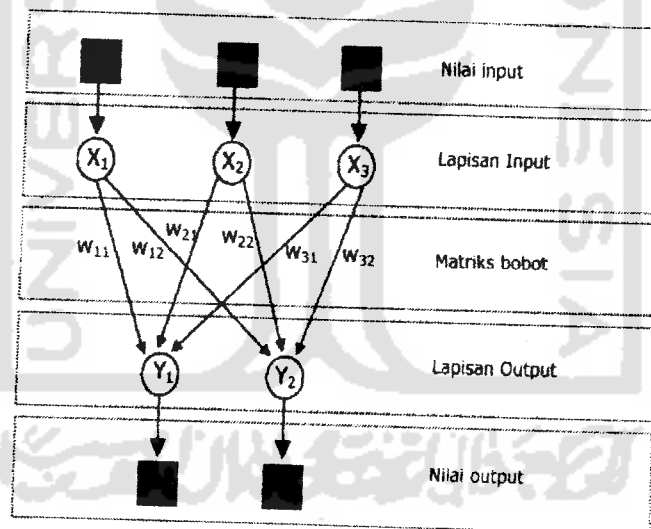 Nilai input
X1 X2 X3 Lapisan Input
W11 W12 W21 W22 W31 W32 Matriks bobot
Y1 Y2 Lapisan Output
Nilai output